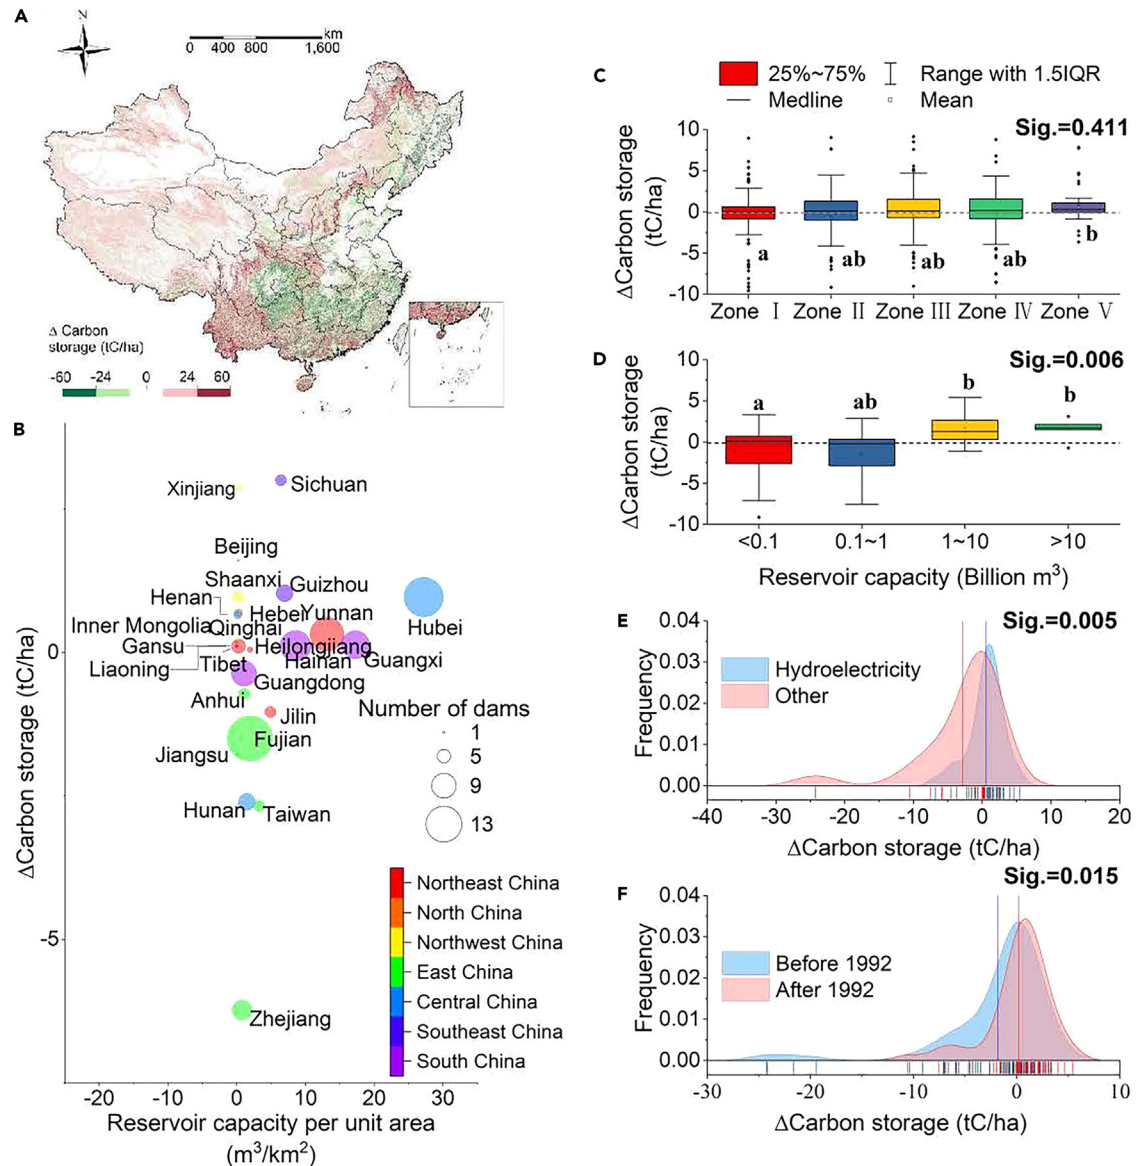 A
N
km
0 400 800 1,600
Δ Carbon
storage (tC/ha)
-60 -24 0 24 60
B
Xinjiang
Sichuan
Beijing
Shaanxi
Guizhou
Henan
Hebei
Yunnan
Hubei
Inner Mongolia
Qinghai
Gansu
Heilongjiang
Liaoning
Tibet
Hainan
Guangxi
Guangdong
Anhui
Jilin
Fujian
Jiangsu
Hunan
Taiwan
Zhejiang
Number of dams
1
5
9
13
Northeast China
North China
Northwest China
East China
Central China
Southeast China
South China
0
-5
ΔCarbon storage (tC/ha)
-20 -10 0 10 20 30
Reservoir capacity per unit area
(m³/km²)
C
25%~75%
Range with 1.5IQR
Medline
Mean
Sig.=0.411
10
5
0
-5
-10
ΔCarbon storage
(tC/ha)
a ab ab ab b
Zone I Zone II Zone III Zone IV Zone V
D
Sig.=0.006
10
5
0
-5
-10
ΔCarbon storage
(tC/ha)
a ab b b
<0.1 0.1~1 1~10 >10
Reservoir capacity (Billion m³)
E
Sig.=0.005
0.04
0.03
0.02
0.01
0.00
Frequency
Hydroelectricity
Other
-40 -30 -20 -10 0 10 20
ΔCarbon storage (tC/ha)
F
Sig.=0.015
0.04
0.03
0.02
0.01
0.00
Frequency
Before 1992
After 1992
-30 -20 -10 0 10
ΔCarbon storage (tC/ha)